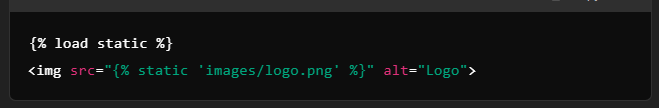 {% load static %}
<img src="{% static 'images/logo.png' %}" alt="Logo">